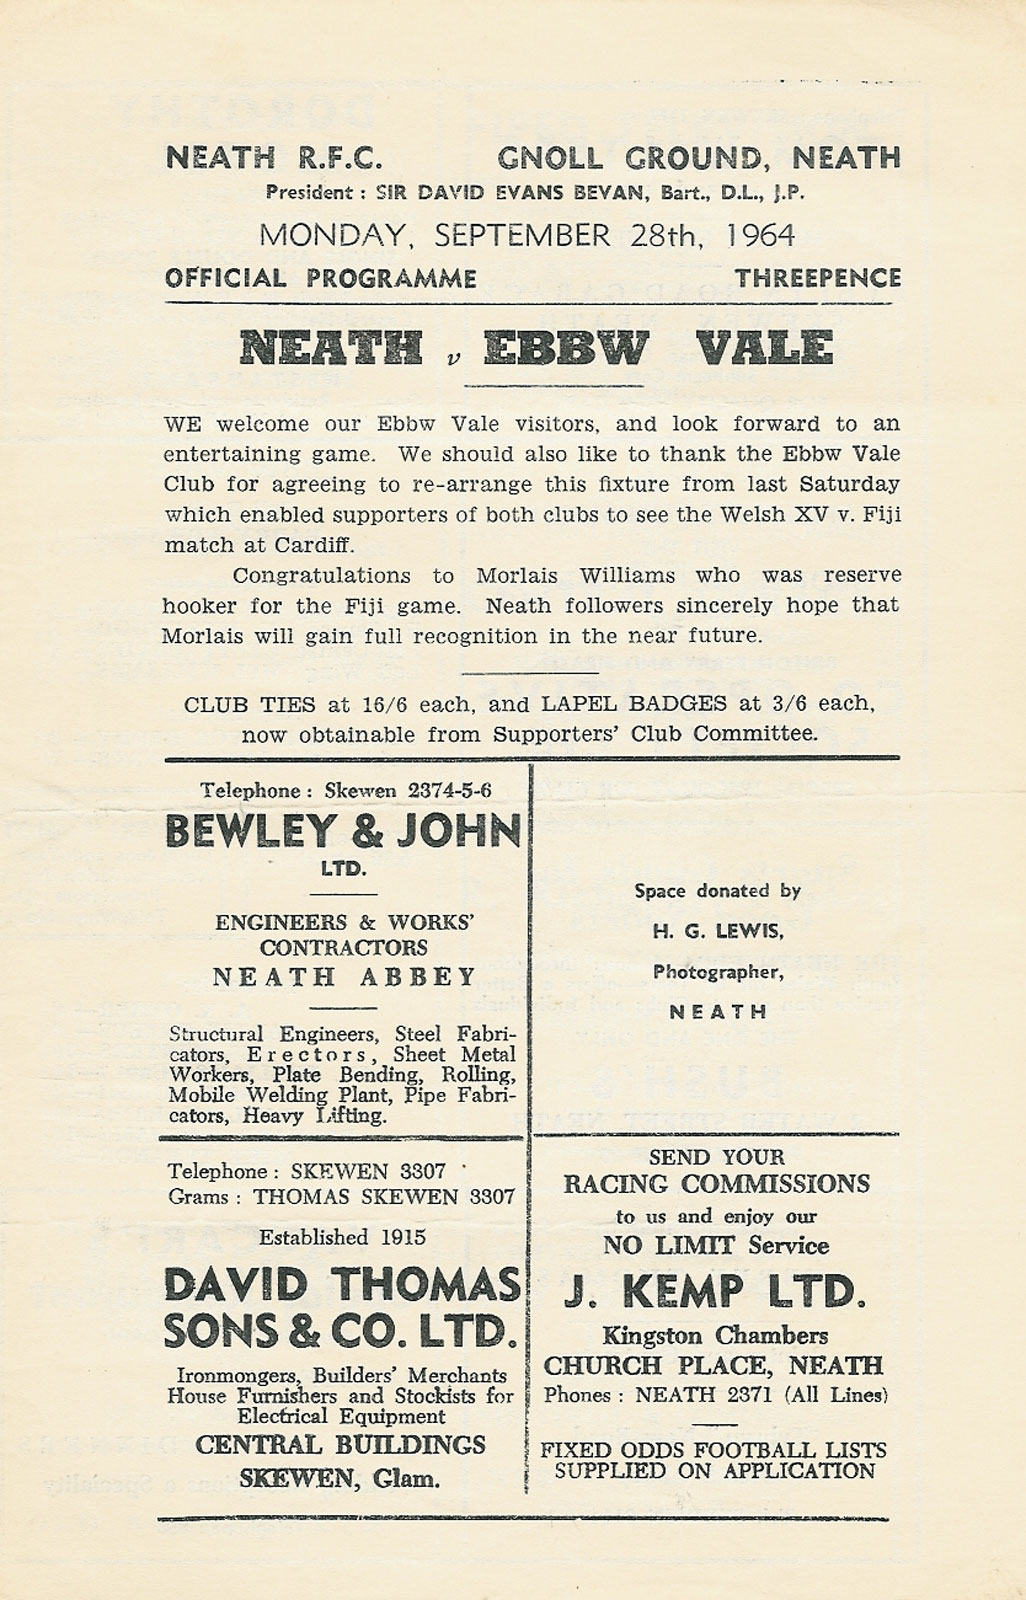 NEATH R.F.C. GNOLL GROUND, NEATH
President : SIR DAVID EVANS BEVAN, Bart., D.L., J.P.
MONDAY, SEPTEMBER 28th, 1964
OFFICIAL PROGRAMME THREEPENCE
NEATH v EBBW VALE
WE welcome our Ebbw Vale visitors, and look forward to an
entertaining game. We should also like to thank the Ebbw Vale
Club for agreeing to re-arrange this fixture from last Saturday
which enabled supporters of both clubs to see the Welsh XV v. Fiji
match at Cardiff.
Congratulations to Morlais Williams who was reserve
hooker for the Fiji game. Neath followers sincerely hope that
Morlais will gain full recognition in the near future.
CLUB TIES at 16/6 each, and LAPEL BADGES at 3/6 each,
now obtainable from Supporters' Club Committee.
Telephone : Skewen 2374-5-6
BEWLEY & JOHN
LTD.
ENGINEERS & WORKS'
CONTRACTORS
NEATH ABBEY
Structural Engineers, Steel Fabri-
cators, Erectors, Sheet Metal
Workers, Plate Bending, Rolling,
Mobile Welding Plant, Pipe Fabri-
cators, Heavy Lifting.
Space donated by
H. G. LEWIS,
Photographer,
NEATH
Telephone : SKEWEN 3307
Grams : THOMAS SKEWEN 3307
Established 1915
DAVID THOMAS
SONS & CO. LTD.
Ironmongers, Builders' Merchants
House Furnishers and Stockists for
Electrical Equipment
CENTRAL BUILDINGS
SKEWEN, Glam.
SEND YOUR
RACING COMMISSIONS
to us and enjoy our
NO LIMIT Service
J. KEMP LTD.
Kingston Chambers
CHURCH PLACE, NEATH
Phones : NEATH 2371 (All Lines)
FIXED ODDS FOOTBALL LISTS
SUPPLIED ON APPLICATION